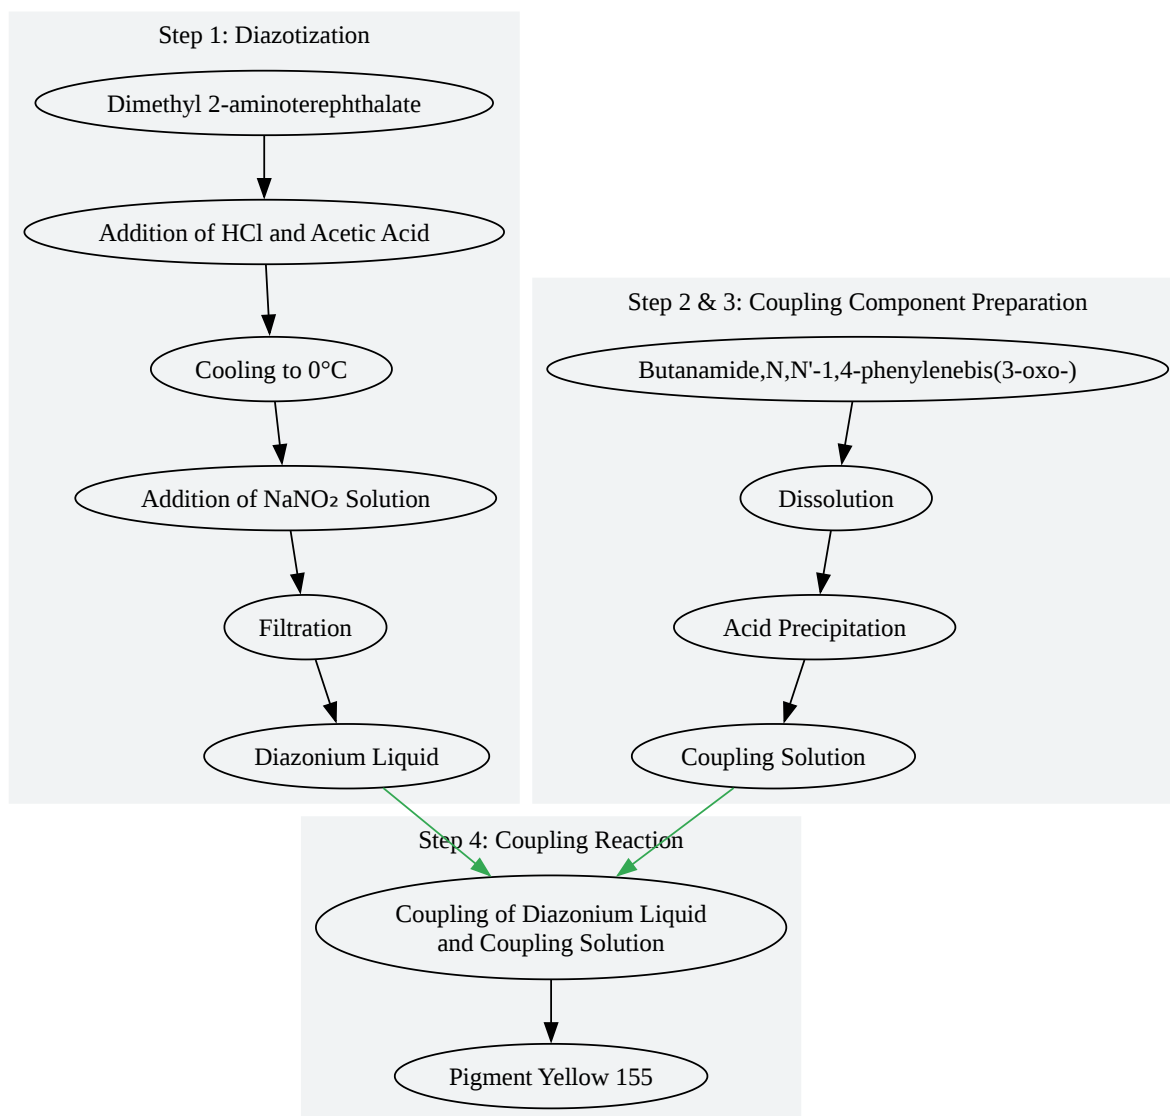 Step 1: Diazotization
Dimethyl 2-aminoterephthalate
Addition of HCl and Acetic Acid
Cooling to 0°C
Addition of NaNO₂ Solution
Filtration
Diazonium Liquid
Step 2 & 3: Coupling Component Preparation
Butanamide,N,N'-1,4-phenylenebis(3-oxo-)
Dissolution
Acid Precipitation
Coupling Solution
Step 4: Coupling Reaction
Coupling of Diazonium Liquid
and Coupling Solution
Pigment Yellow 155